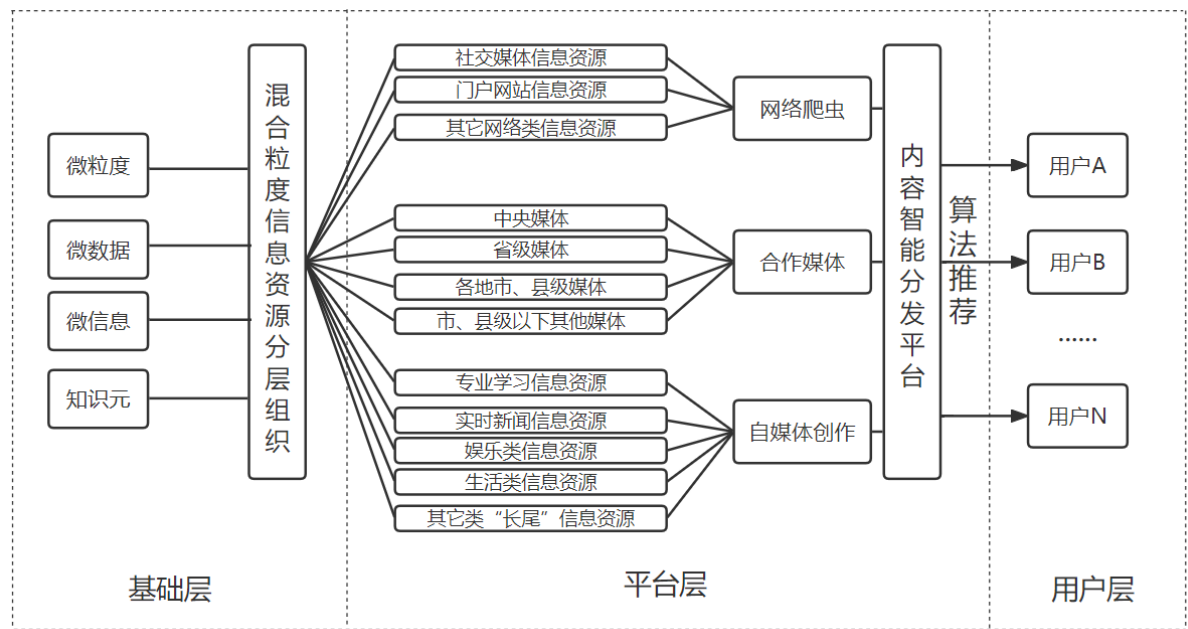 微粒度
微数据
微信息
知识元
混合粒度信息资源分层组织
基础层
社交媒体信息资源
门户网站信息资源
其它网络类信息资源
中央媒体
省级媒体
各地市、县级媒体
市、县级以下其他媒体
专业学习信息资源
实时新闻信息资源
娱乐类信息资源
生活类信息资源
其它类“长尾”信息资源
网络爬虫
合作媒体
自媒体创作
内容智能分发平台
平台层
算法推荐
用户A
用户B
......
用户N
用户层